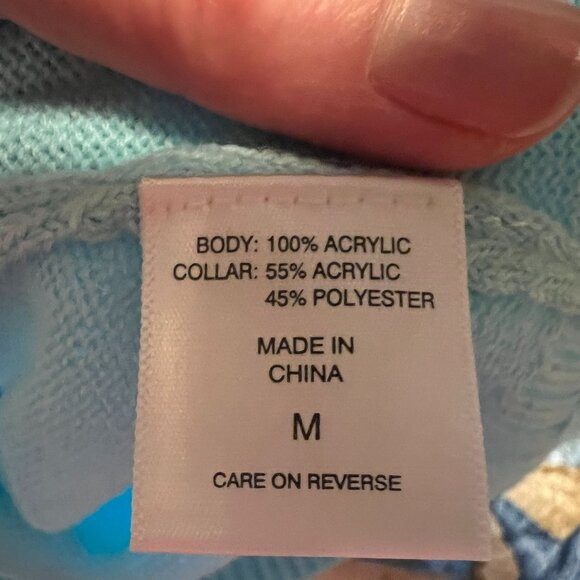 BODY: 100% ACRYLIC
COLLAR: 55% ACRYLIC
45% POLYESTER
MADE IN
CHINA
M
CARE ON REVERSE